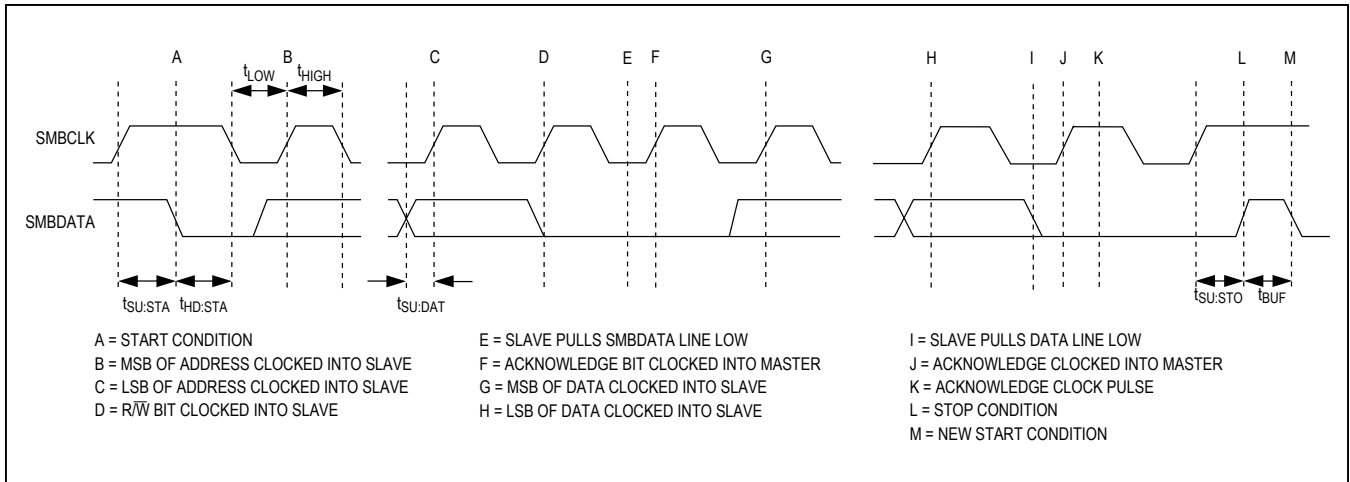 A B C D E F G H I J K L M
tLOW tHIGH
SMBCLK
SMBDATA
tSU:STA tHD:STA tSU:DAT tSU:STO tBUF
A = START CONDITION
B = MSB OF ADDRESS CLOCKED INTO SLAVE
C = LSB OF ADDRESS CLOCKED INTO SLAVE
D = R/W̅ BIT CLOCKED INTO SLAVE
E = SLAVE PULLS SMBDATA LINE LOW
F = ACKNOWLEDGE BIT CLOCKED INTO MASTER
G = MSB OF DATA CLOCKED INTO SLAVE
H = LSB OF DATA CLOCKED INTO SLAVE
I = SLAVE PULLS DATA LINE LOW
J = ACKNOWLEDGE CLOCKED INTO MASTER
K = ACKNOWLEDGE CLOCK PULSE
L = STOP CONDITION
M = NEW START CONDITION